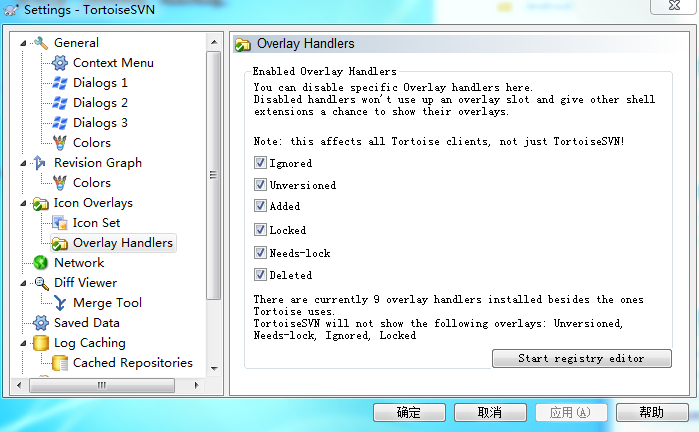 Settings - TortoiseSVN
General
Context Menu
Dialogs 1
Dialogs 2
Dialogs 3
Colors
Revision Graph
Colors
Icon Overlays
Icon Set
Overlay Handlers
Network
Diff Viewer
Merge Tool
Saved Data
Log Caching
Cached Repositories
Overlay Handlers
Enabled Overlay Handlers
You can disable specific Overlay handlers here.
Disabled handlers won't use up an overlay slot and give other shell
extensions a chance to show their overlays.
Note: this affects all Tortoise clients, not just TortoiseSVN!
Ignored
Unversioned
Added
Locked
Needs-lock
Deleted
There are currently 9 overlay handlers installed besides the ones
Tortoise uses.
TortoiseSVN will not show the following overlays: Unversioned,
Needs-lock, Ignored, Locked
Start registry editor
确定
取消
应用(A)
帮助